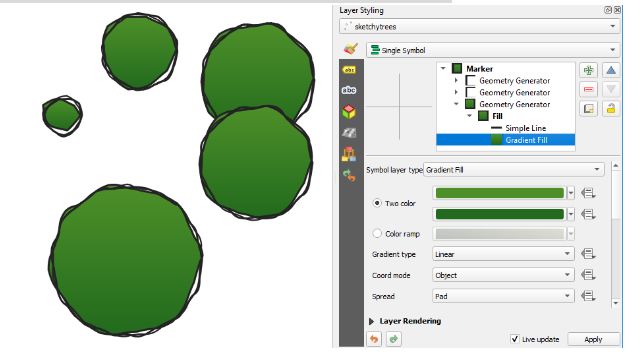 Layer Styling
sketchytrees
Single Symbol
Marker
Geometry Generator
Geometry Generator
Geometry Generator
Fill
Simple Line
Gradient Fill
Symbol layer type Gradient Fill
Two color
Color ramp
Gradient type Linear
Coord mode Object
Spread Pad
Layer Rendering
Live update Apply
abc
abc